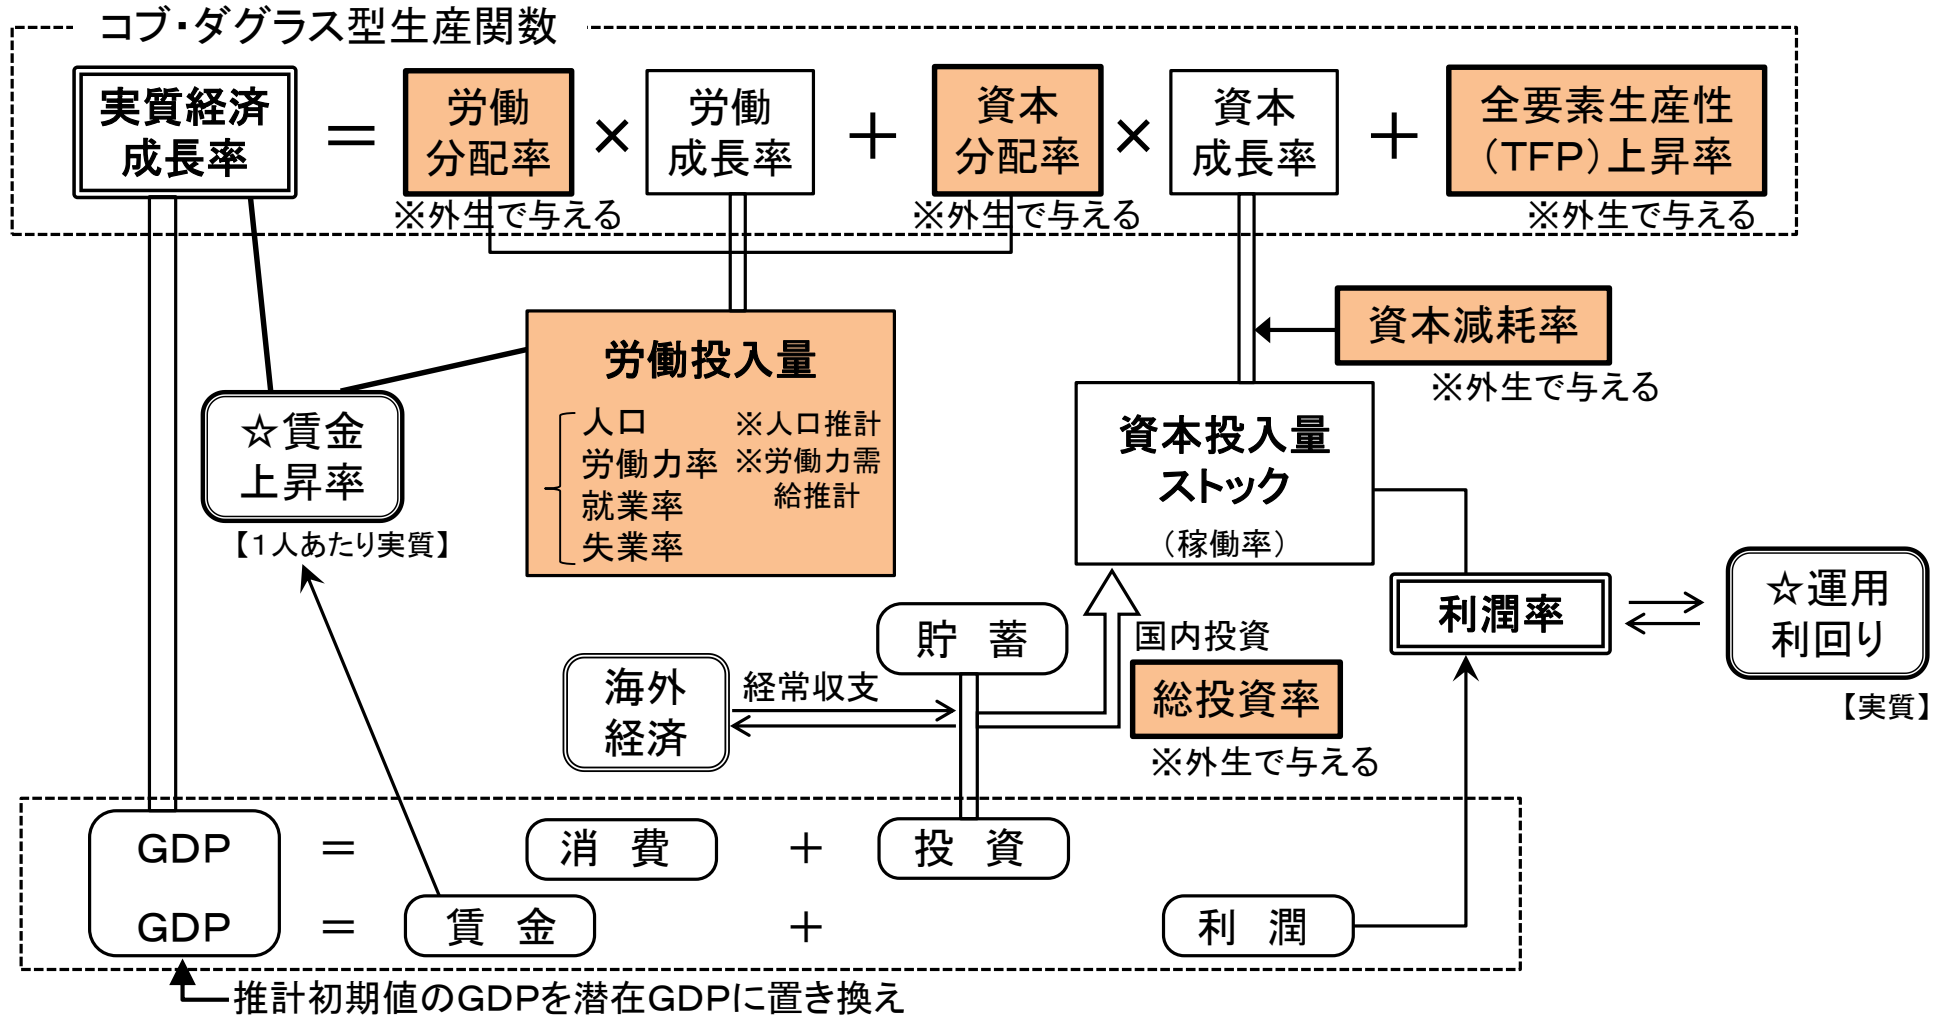 コブ・ダグラス型生産関数
実質経済
成長率
＝
労働
分配率
×
労働
成長率
＋
資本
分配率
×
資本
成長率
＋
全要素生産性
(TFP)上昇率
※外生で与える
※外生で与える
※外生で与える
資本減耗率
※外生で与える
労働投入量
人口
労働力率
就業率
失業率
※人口推計
※労働力需
給推計
☆賃金
上昇率
【1人あたり実質】
資本投入量
ストック
(稼働率)
利潤率
☆運用
利回り
【実質】
貯 蓄
国内投資
総投資率
※外生で与える
海外
経済
経常収支
GDP ＝ 消 費 ＋ 投 資
GDP ＝ 賃 金 ＋ 利 潤
推計初期値のGDPを潜在GDPに置き換え